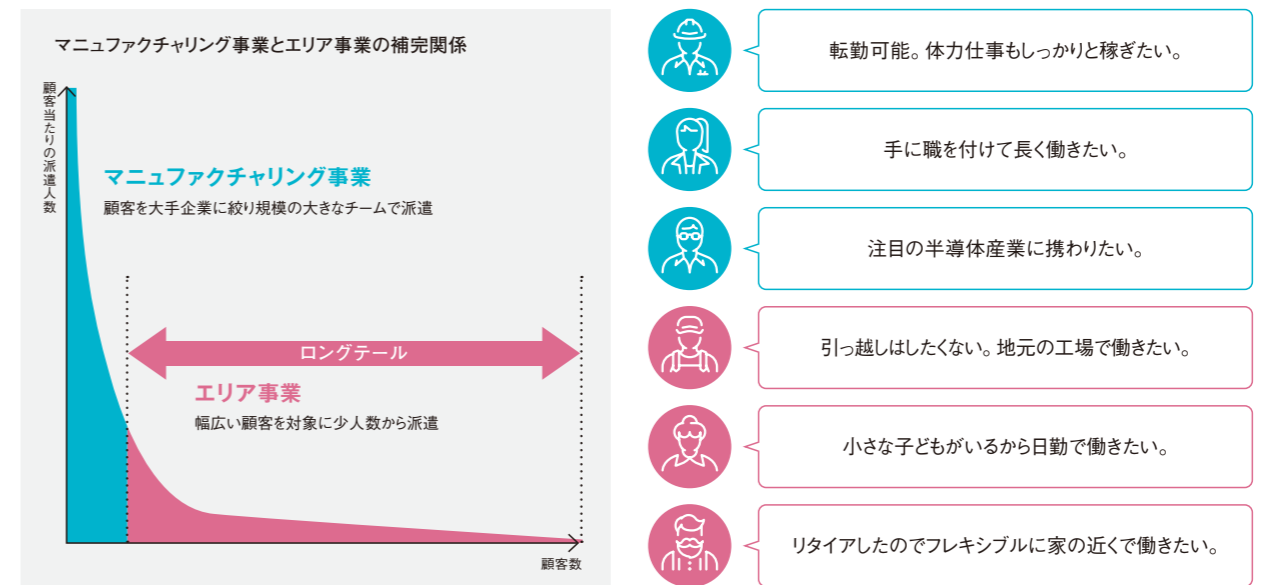 マニュファクチャリング事業とエリア事業の補完関係
顧客当たりの派遣人数
マニュファクチャリング事業
顧客を大手企業に絞り規模の大きなチームで派遣
ロングテール
エリア事業
幅広い顧客を対象に少人数から派遣
顧客数
転勤可能。体力仕事もしっかりと稼ぎたい。
手に職を付けて長く働きたい。
注目の半導体産業に携わりたい。
引っ越しはしたくない。地元の工場で働きたい。
小さな子どもがいるから日勤で働きたい。
リタイアしたのでフレキシブルに家の近くで働きたい。